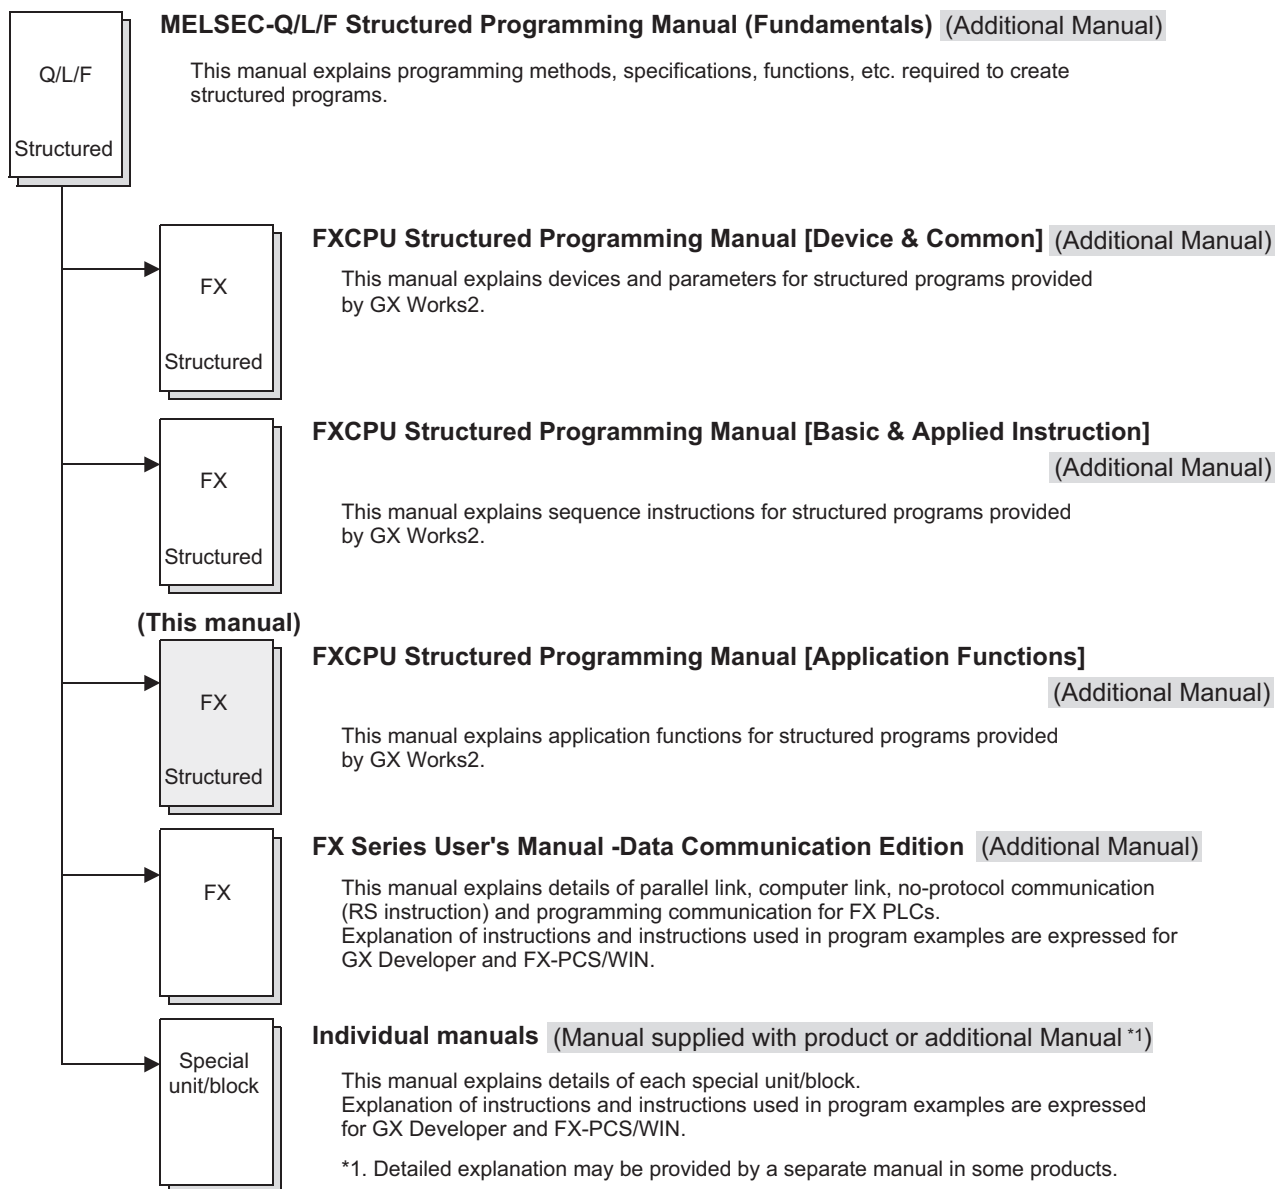 MELSEC-Q/L/F Structured Programming Manual (Fundamentals) (Additional Manual)
Q/L/F
Structured
This manual explains programming methods, specifications, functions, etc. required to create
structured programs.
FXCPU Structured Programming Manual [Device & Common] (Additional Manual)
FX
Structured
This manual explains devices and parameters for structured programs provided
by GX Works2.
FXCPU Structured Programming Manual [Basic & Applied Instruction]
(Additional Manual)
FX
Structured
This manual explains sequence instructions for structured programs provided
by GX Works2.
(This manual)
FXCPU Structured Programming Manual [Application Functions]
(Additional Manual)
FX
Structured
This manual explains application functions for structured programs provided
by GX Works2.
FX Series User's Manual -Data Communication Edition (Additional Manual)
FX
This manual explains details of parallel link, computer link, no-protocol communication
(RS instruction) and programming communication for FX PLCs.
Explanation of instructions and instructions used in program examples are expressed for
GX Developer and FX-PCS/WIN.
Individual manuals (Manual supplied with product or additional Manual *1)
Special
unit/block
This manual explains details of each special unit/block.
Explanation of instructions and instructions used in program examples are expressed
for GX Developer and FX-PCS/WIN.
*1. Detailed explanation may be provided by a separate manual in some products.